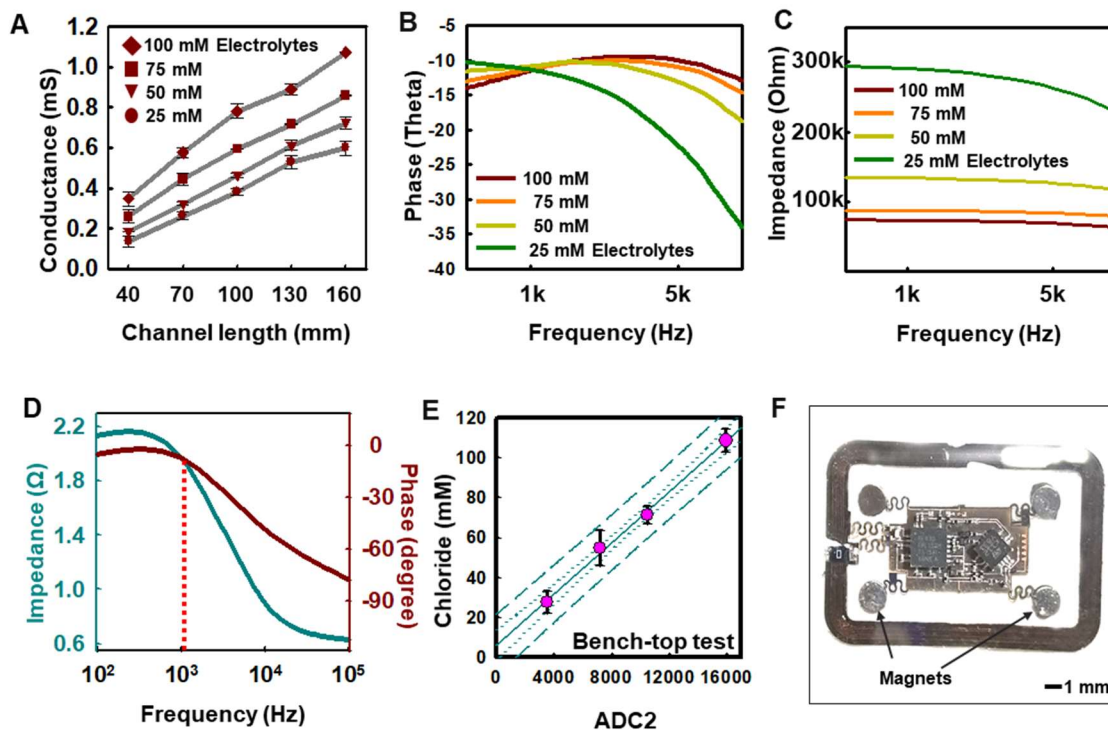 A
1.2
1.0
0.8
0.6
0.4
0.2
0.0
Conductance (mS)
100 mM Electrolytes
75 mM
50 mM
25 mM
40 70 100 130 160
Channel length (mm)
B
0
-5
-10
-15
-20
-25
-30
-35
-40
Phase (Theta)
100 mM
75 mM
50 mM
25 mM Electrolytes
1k 5k
Frequency (Hz)
C
300k
200k
100k
Impedance (Ohm)
100 mM
75 mM
50 mM
25 mM Electrolytes
1k 5k
Frequency (Hz)
D
2.2
1.8
1.4
1.0
0.6
Impedance (Ω)
0
-30
-60
-90
Phase (degree)
10² 10³ 10⁴ 10⁵
Frequency (Hz)
E
120
100
80
60
40
20
0
Chloride (mM)
Bench-top test
0 4000 8000 12000 16000
ADC2
F
Magnets
1 mm